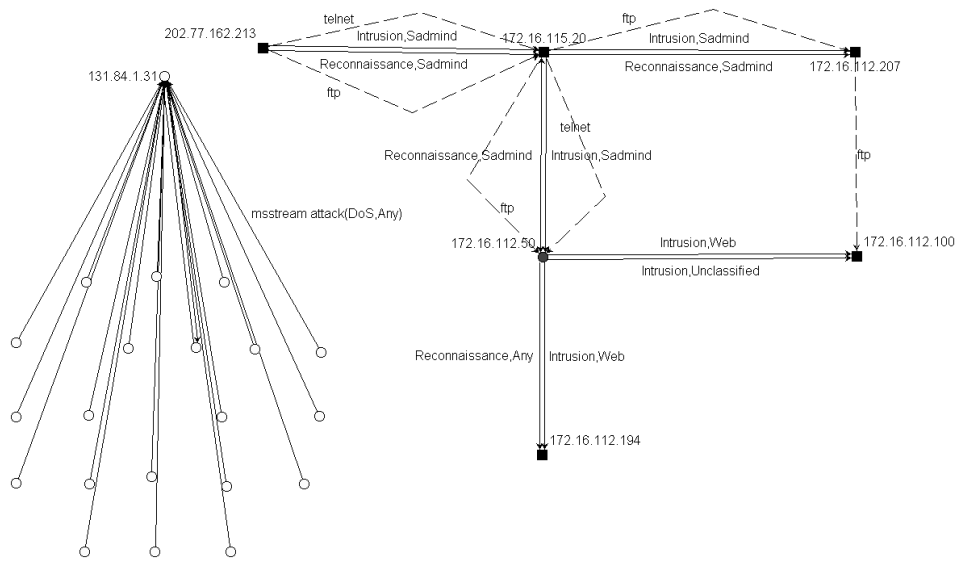 telnet
ftp
202.77.162.213
Intrusion,Sadmind
172.16.115.20
Intrusion,Sadmind
131.84.1.31
Reconnaissance,Sadmind
Reconnaissance,Sadmind
172.16.112.207
ftp
telnet
Reconnaissance,Sadmind
Intrusion,Sadmind
ftp
msstream attack(DoS,Any)
ftp
172.16.112.50
Intrusion,Web
172.16.112.100
Intrusion,Unclassified
Reconnaissance,Any
Intrusion,Web
172.16.112.194